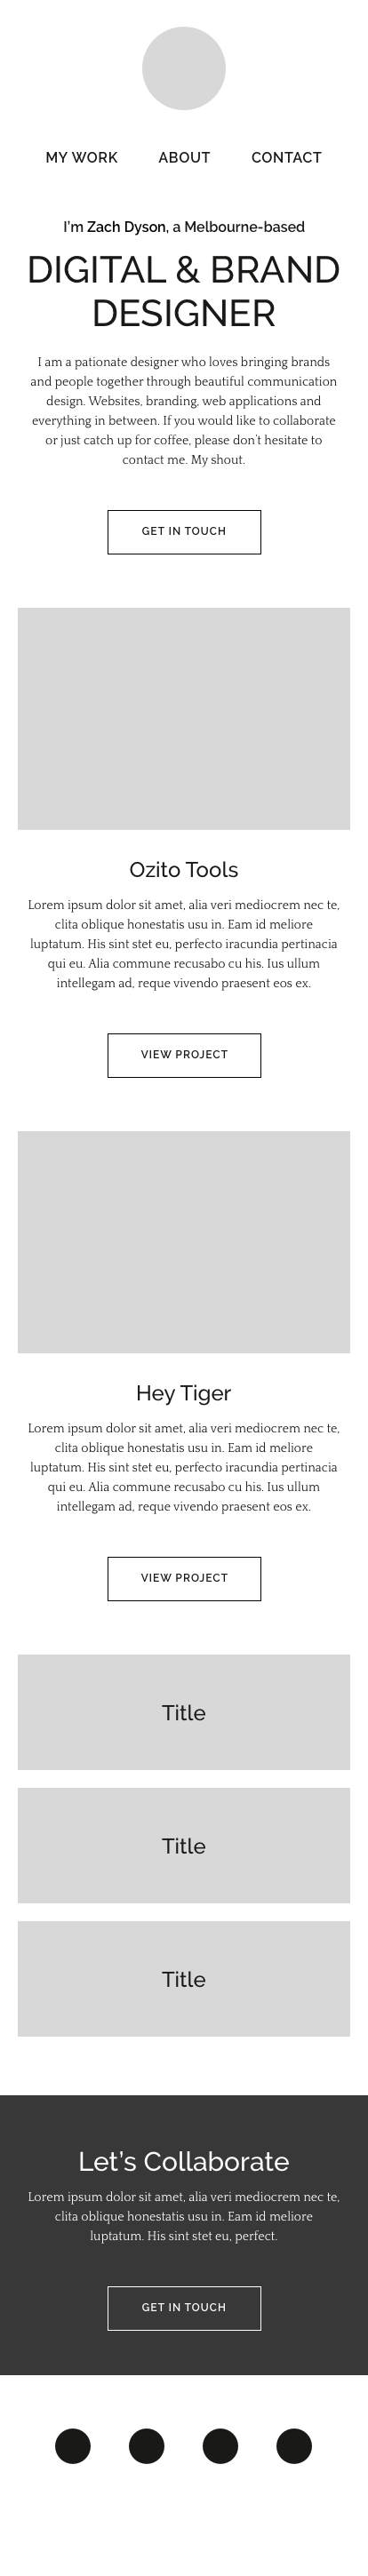 MY WORK ABOUT CONTACT
I'm Zach Dyson, a Melbourne-based
DIGITAL & BRAND
DESIGNER
I am a pationate designer who loves bringing brands
and people together through beautiful communication
design. Websites, branding, web applications and
everything in between. If you would like to collaborate
or just catch up for coffee, please don't hesitate to
contact me. My shout.
GET IN TOUCH
Ozito Tools
Lorem ipsum dolor sit amet, alia veri mediocrem nec te,
clita oblique honestatis usu in. Eam id meliore
luptatum. His sint stet eu, perfecto iracundia pertinacia
qui eu. Alia commune recusabo cu his. Ius ullum
intellegam ad, reque vivendo praesent eos ex.
VIEW PROJECT
Hey Tiger
Lorem ipsum dolor sit amet, alia veri mediocrem nec te,
clita oblique honestatis usu in. Eam id meliore
luptatum. His sint stet eu, perfecto iracundia pertinacia
qui eu. Alia commune recusabo cu his. Ius ullum
intellegam ad, reque vivendo praesent eos ex.
VIEW PROJECT
Title
Title
Title
Let's Collaborate
Lorem ipsum dolor sit amet, alia veri mediocrem nec te,
clita oblique honestatis usu in. Eam id meliore
luptatum. His sint stet eu, perfect.
GET IN TOUCH